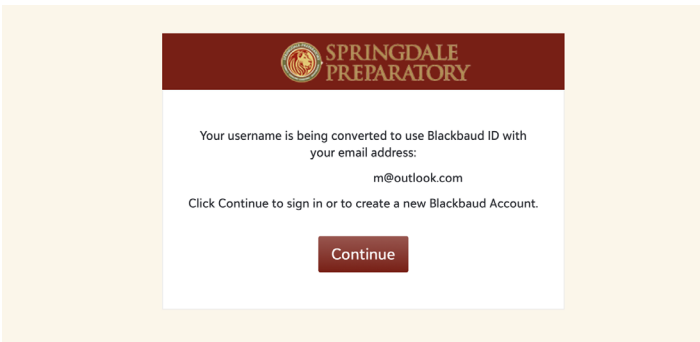 SPRINGDALE
PREPARATORY
Your username is being converted to use Blackbaud ID with
your email address:
m@outlook.com
Click Continue to sign in or to create a new Blackbaud Account.
Continue